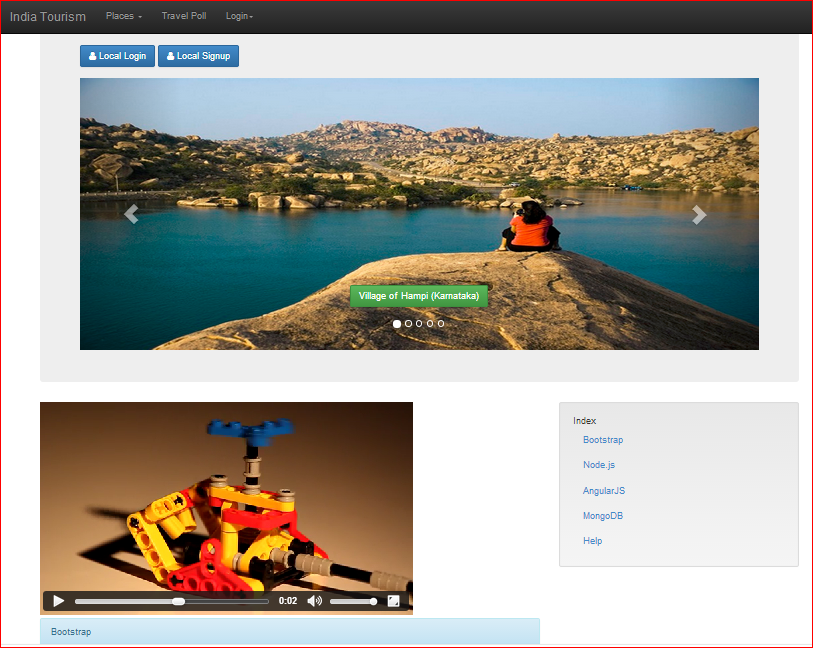 India Tourism Places Travel Poll Login
Local Login Local Signup
Village of Hampi (Karnataka)
0:02
Index
Bootstrap
Node.js
AngularJS
MongoDB
Help
Bootstrap